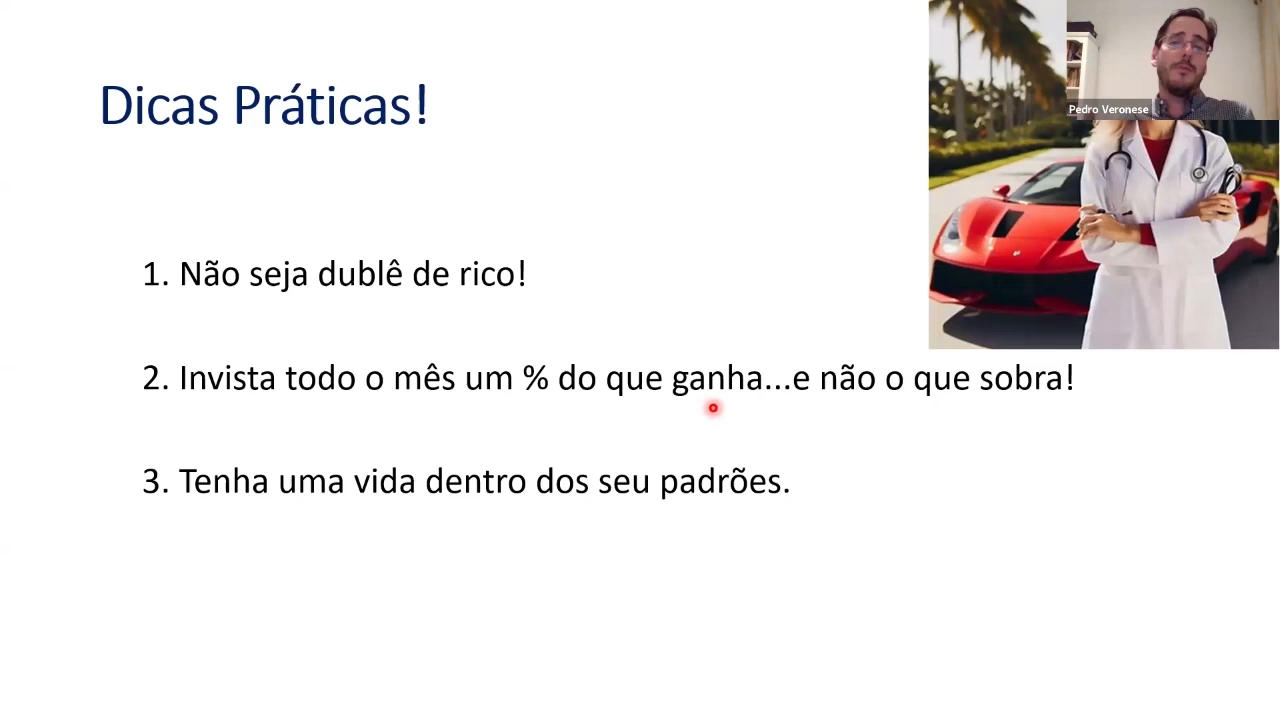 Dicas Práticas!
Pedro Veronese
1. Não seja dublê de rico!
2. Invista todo o mês um % do que ganha...e não o que sobra!
3. Tenha uma vida dentro dos seu padrões.